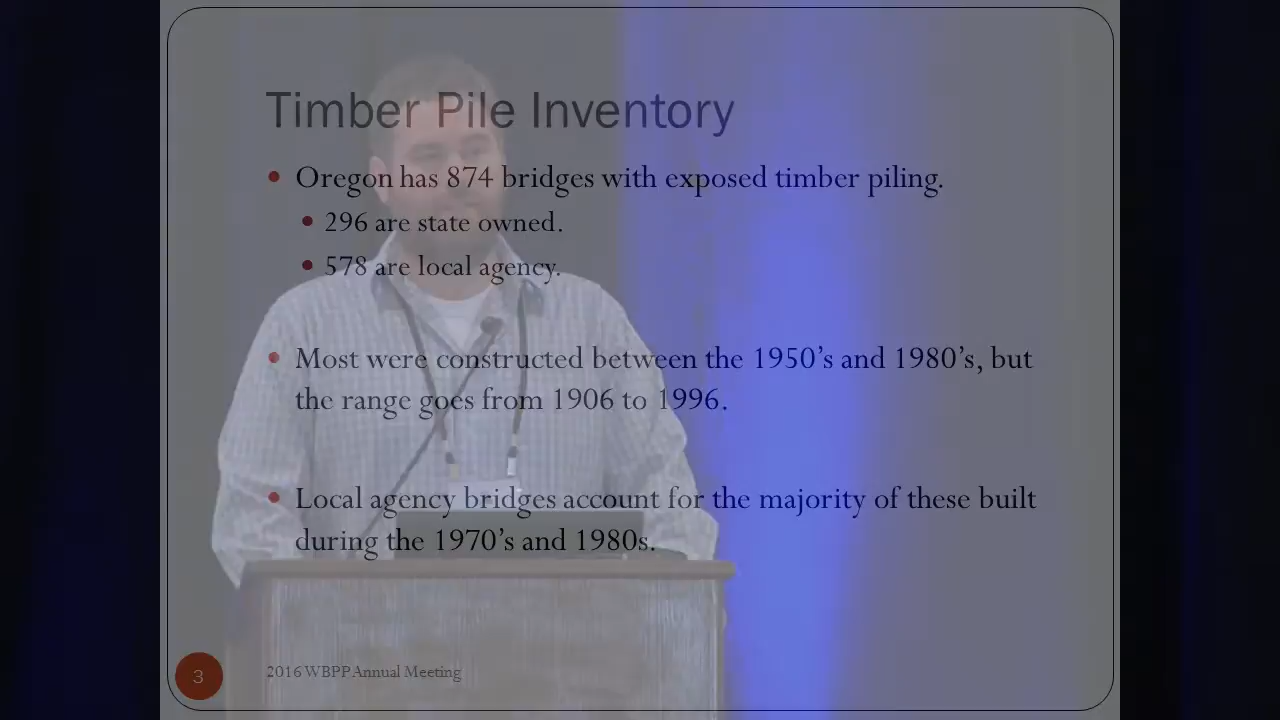 Timber Pile Inventory
• Oregon has 874 bridges with exposed timber piling.
• 296 are state owned.
• 578 are local agency.
• Most were constructed between the 1950’s and 1980’s, but
the range goes from 1906 to 1996.
• Local agency bridges account for the majority of these built
during the 1970’s and 1980s.
3
2016 WBPP Annual Meeting